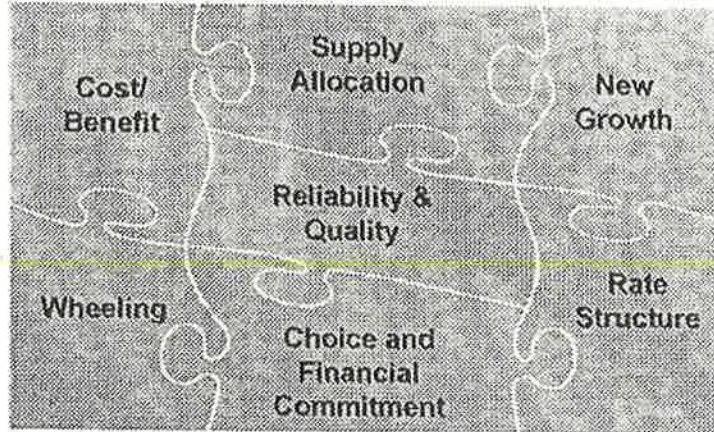 Cost/
Benefit
Supply
Allocation
New
Growth
Reliability &
Quality
Wheeling
Choice and
Financial
Commitment
Rate
Structure